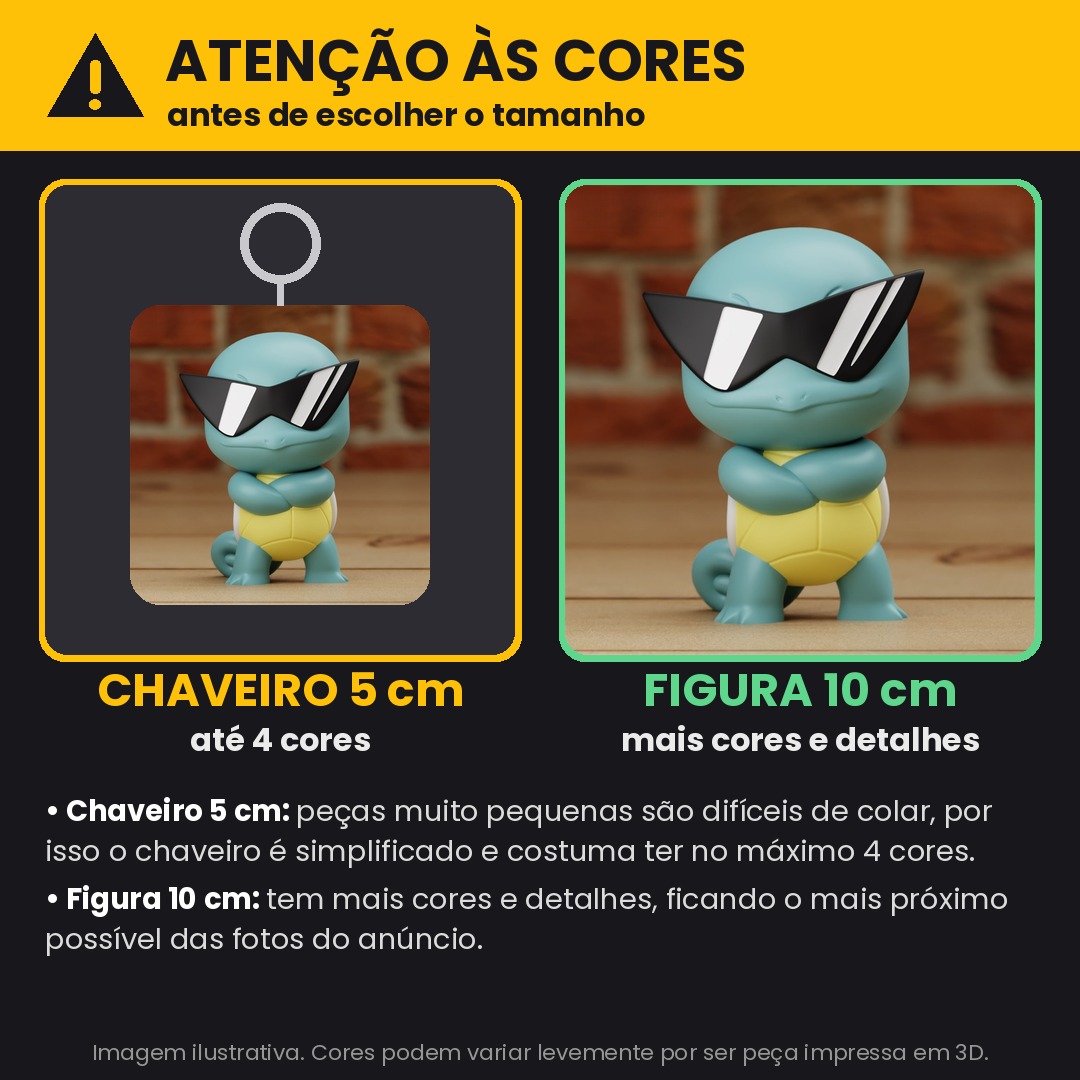 ATENÇÃO ÀS CORES
antes de escolher o tamanho
CHAVEIRO 5 cm
até 4 cores
FIGURA 10 cm
mais cores e detalhes
• Chaveiro 5 cm: peças muito pequenas são difíceis de colar, por
isso o chaveiro é simplificado e costuma ter no máximo 4 cores.
• Figura 10 cm: tem mais cores e detalhes, ficando o mais próximo
possível das fotos do anúncio.
Imagem ilustrativa. Cores podem variar levemente por ser peça impressa em 3D.